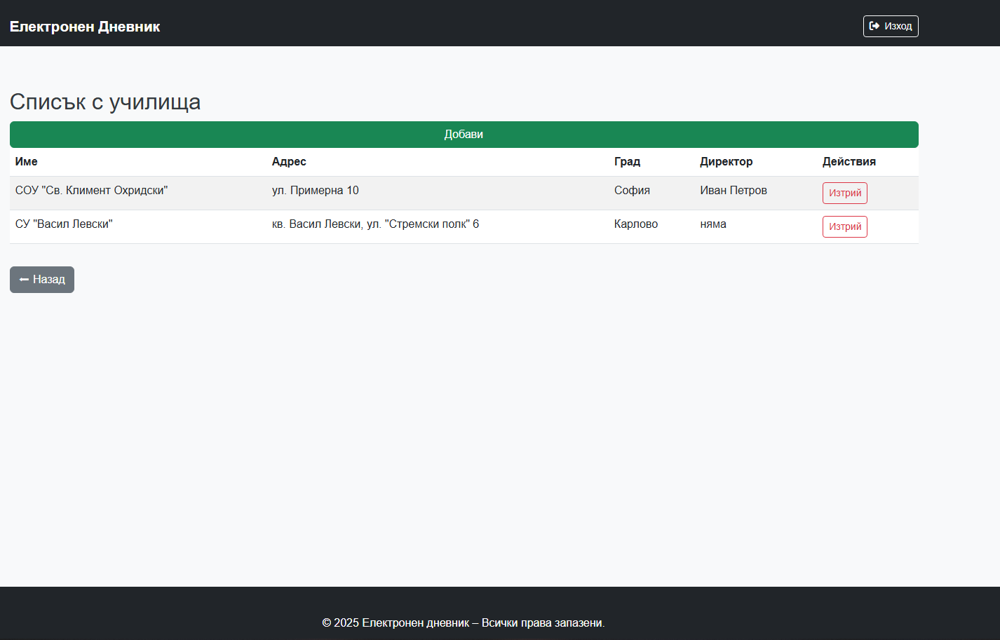 Електронен Дневник
Изход
Списък с училища
Добави
Име Адрес Град Директор Действия
СОУ "Св. Климент Охридски" ул. Примерна 10 София Иван Петров Изтрий
СУ "Васил Левски" кв. Васил Левски, ул. "Стремски полк" 6 Карлово няма Изтрий
Назад
© 2025 Електронен дневник – Всички права запазени.